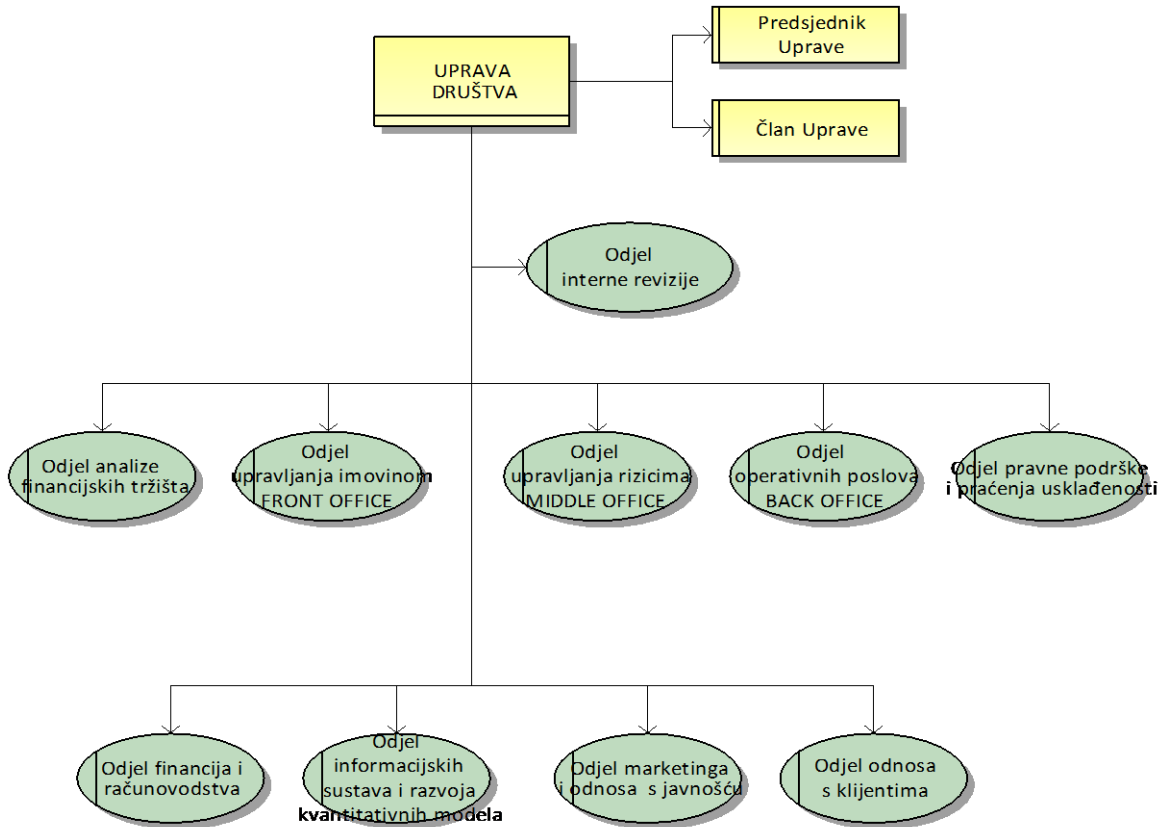 Predsjednik
Uprave
UPRAVA
DRUŠTVA
Član Uprave
Odjel
interne revizije
Odjel analize
financijskih tržišta
Odjel
upravljanja imovinom
FRONT OFFICE
Odjel
upravljanja rizicima
MIDDLE OFFICE
Odjel
operativnih poslova
BACK OFFICE
Odjel pravne podrške
i praćenja usklađenosti
Odjel financija i
računovodstva
Odjel
informacijskih
sustava i razvoja
kvantitativnih modela
Odjel marketinga
i odnosa s javnošću
Odjel odnosa
s klijentima